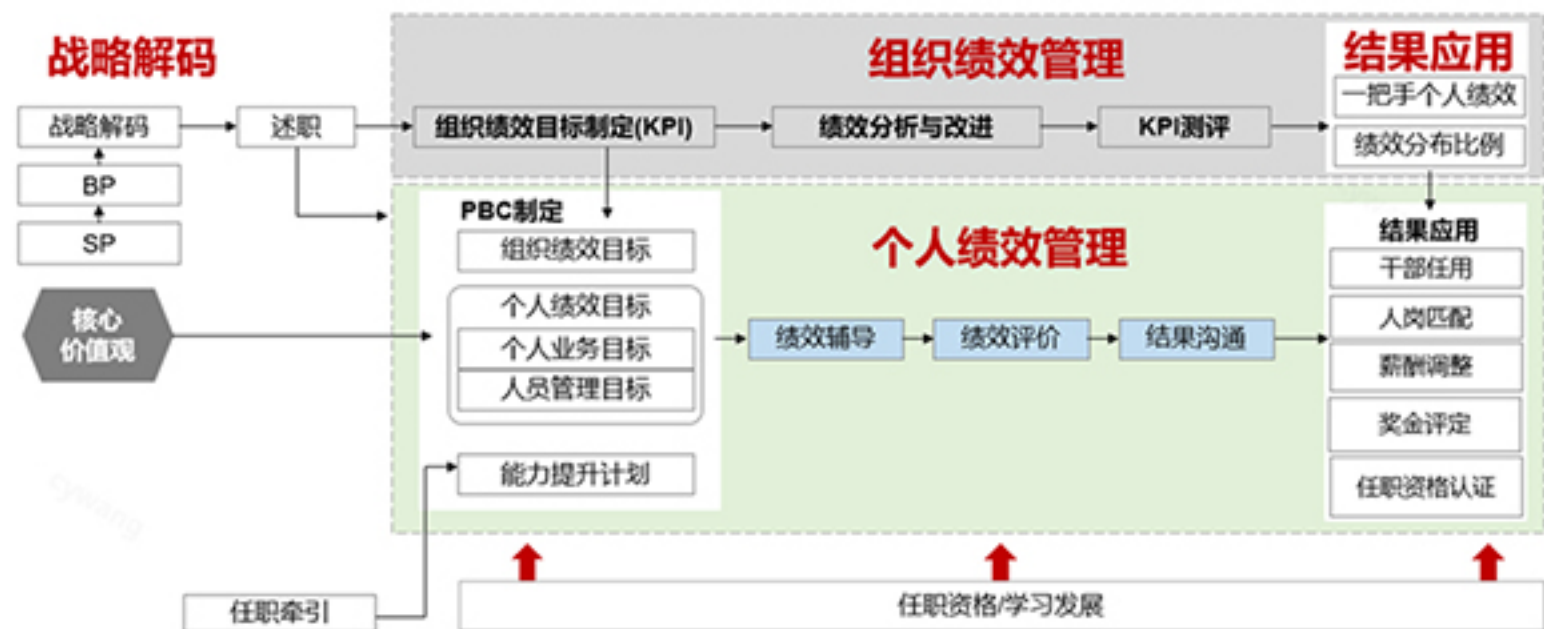 战略解码
组织绩效管理
结果应用
战略解码
述职
组织绩效目标制定(KPI)
绩效分析与改进
KPI测评
一把手个人绩效
绩效分布比例
BP
SP
PBC制定
组织绩效目标
个人绩效管理
结果应用
干部任用
核心
价值观
个人绩效目标
个人业务目标
人员管理目标
绩效辅导
绩效评价
结果沟通
人岗匹配
薪酬调整
奖金评定
能力提升计划
任职资格认证
cywang
任职牵引
任职资格/学习发展